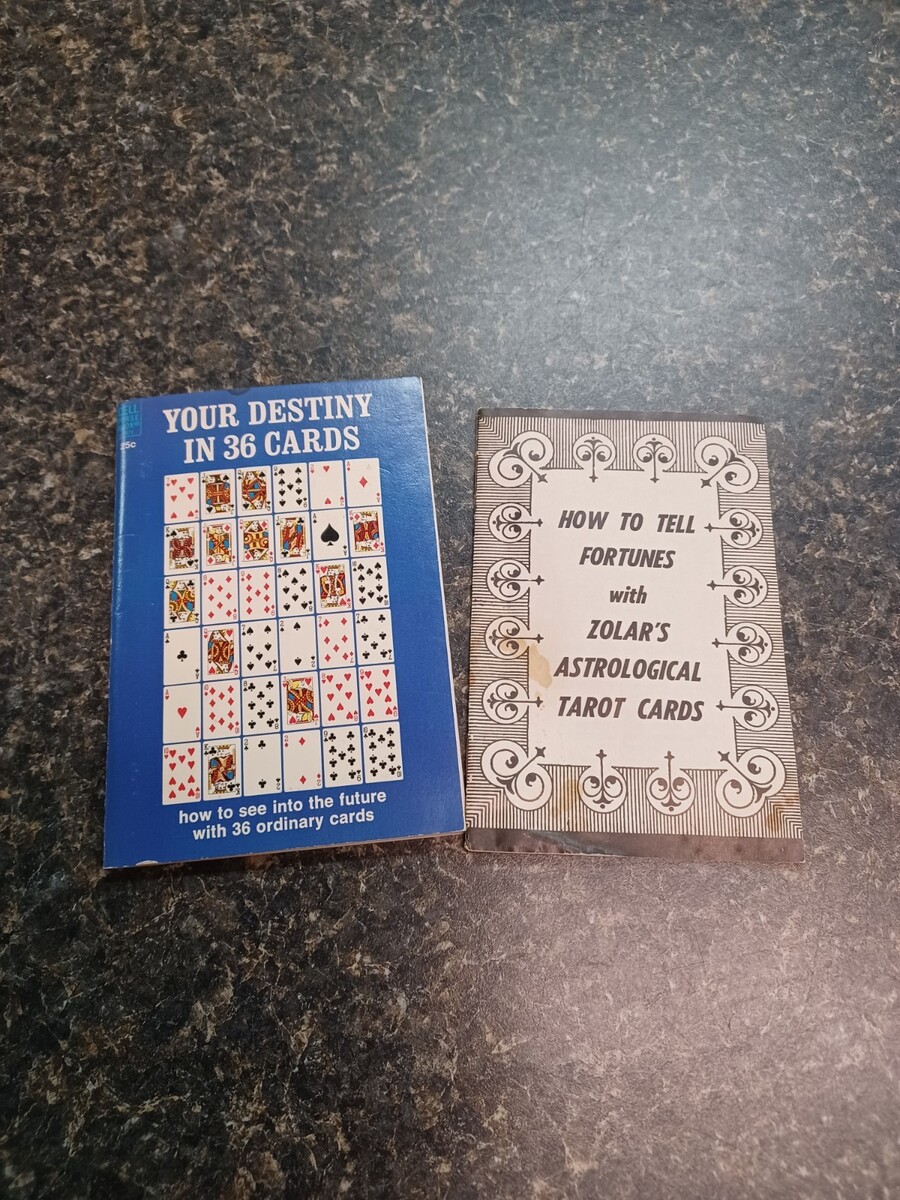 25c
YOUR DESTINY
IN 36 CARDS
how to see into the future
with 36 ordinary cards
HOW TO TELL
FORTUNES
with
ZOLAR'S
ASTROLOGICAL
TAROT CARDS